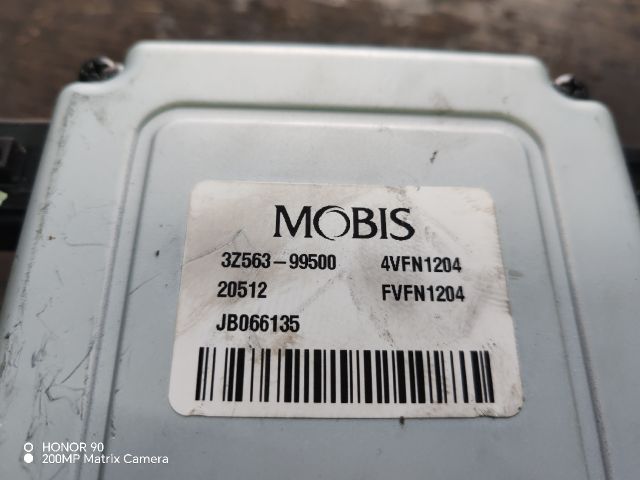 MOBIS
3Z563-99500 4VFN1204
20512 FVFN1204
JB066135
HONOR 90
200MP Matrix Camera